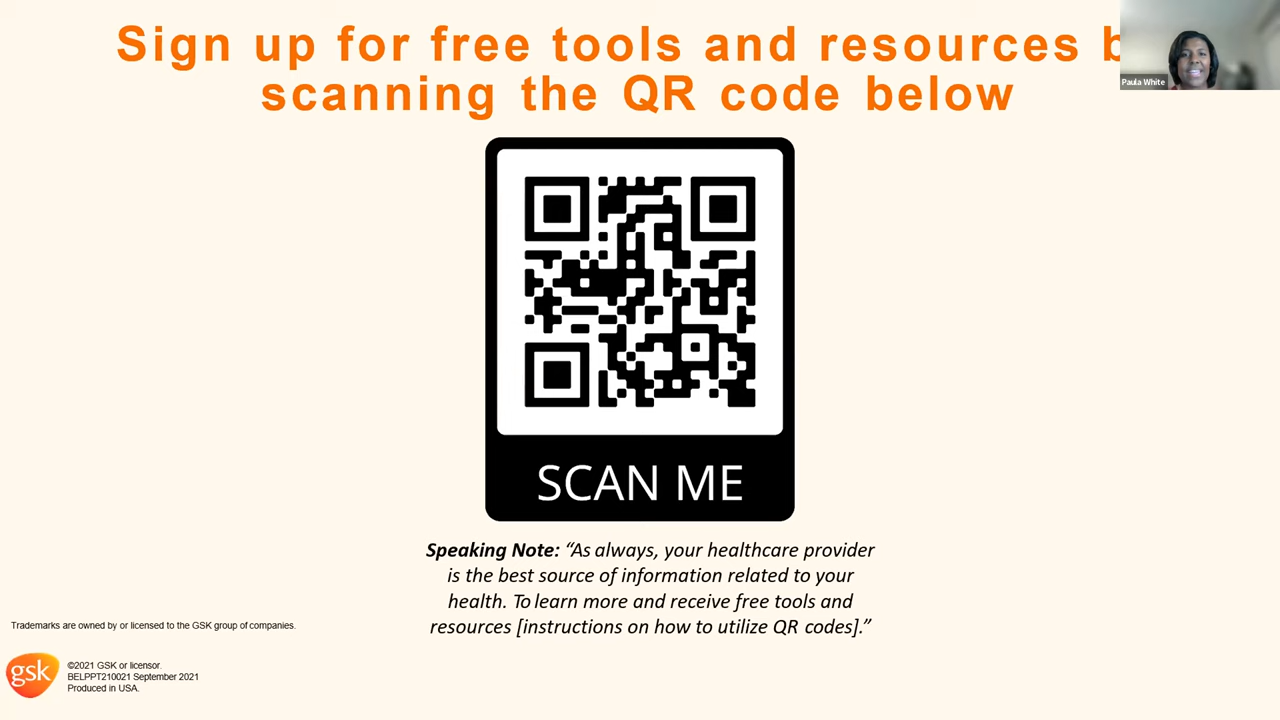 Sign up for free tools and resources b
scanning the QR code below
Paula White
SCAN ME
Speaking Note: “As always, your healthcare provider
is the best source of information related to your
health. To learn more and receive free tools and
resources [instructions on how to utilize QR codes].”
Trademarks are owned by or licensed to the GSK group of companies.
gsk
©2021 GSK or licensor.
BELPPT210021 September 2021
Produced in USA.